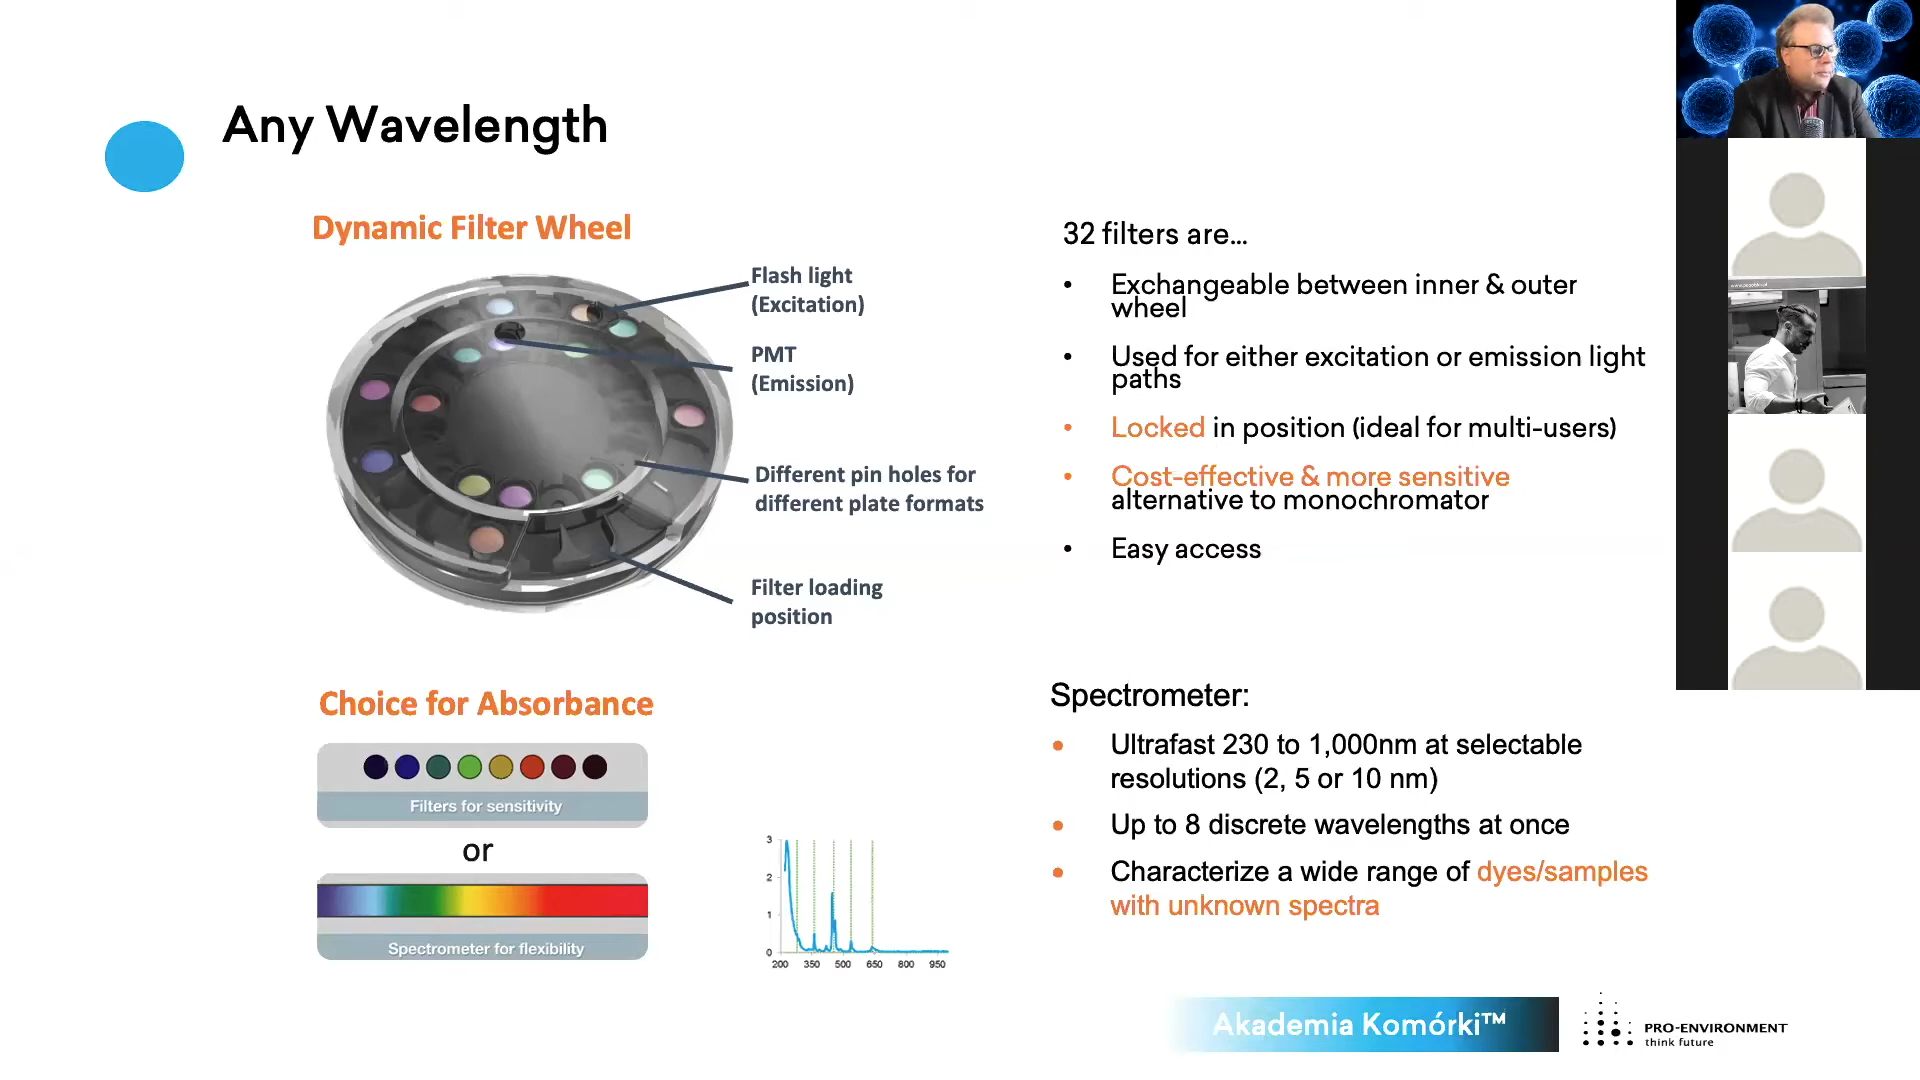 Any Wavelength
Dynamic Filter Wheel
Flash light
(Excitation)
PMT
(Emission)
Different pin holes for
different plate formats
Filter loading
position
32 filters are...
• Exchangeable between inner & outer
wheel
• Used for either excitation or emission light
paths
• Locked in position (ideal for multi-users)
• Cost-effective & more sensitive
alternative to monochromator
• Easy access
Choice for Absorbance
Filters for sensitivity
or
Spectrometer for flexibility
3
2
1
0
200 350 500 650 800 950
Spectrometer:
• Ultrafast 230 to 1,000nm at selectable
resolutions (2, 5 or 10 nm)
• Up to 8 discrete wavelengths at once
• Characterize a wide range of dyes/samples
with unknown spectra
Akademia Komórki™
PRO-ENVIRONMENT
think future